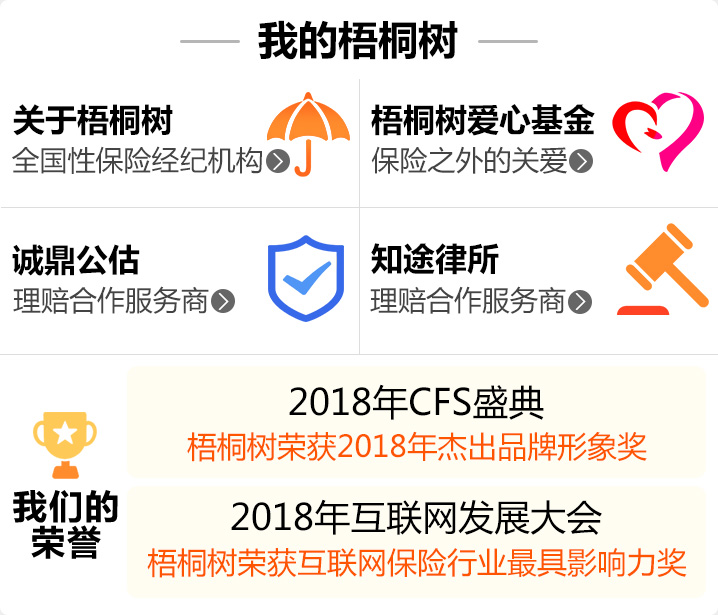 我的梧桐树
关于梧桐树
全国性保险经纪机构
梧桐树爱心基金
保险之外的关爱
诚鼎公估
理赔合作服务商
知途律所
理赔合作服务商
我们的
荣誉
2018年CFS盛典
梧桐树荣获2018年杰出品牌形象奖
2018年互联网发展大会
梧桐树荣获互联网保险行业最具影响力奖